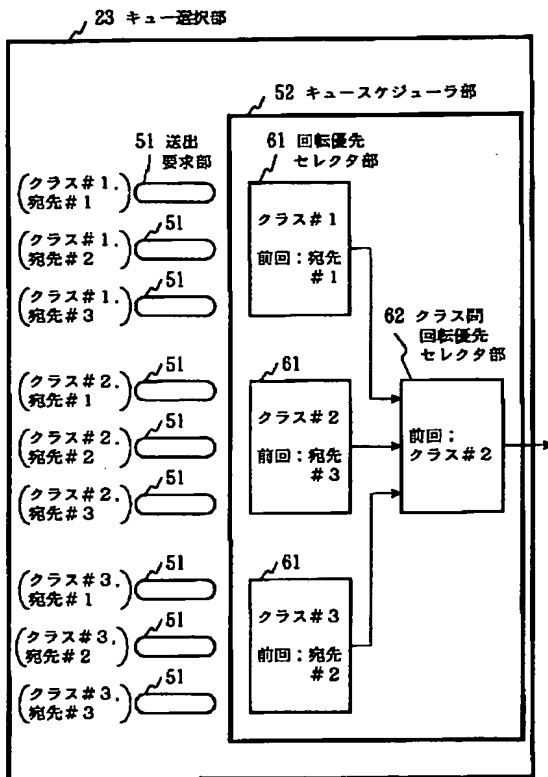 23 キュー選択部
52 キュースケジューラ部
51 送出
要求部
61 回転優先
セレクタ部
(クラス#1,
宛先#1)
クラス#1
前回:宛先
#1
(クラス#1,
宛先#2)
51
(クラス#1,
宛先#3)
51
62 クラス間
回転優先
セレクタ部
前回:
クラス#2
(クラス#2,
宛先#1)
51
61
クラス#2
前回:宛先
#3
(クラス#2,
宛先#2)
51
(クラス#2,
宛先#3)
51
(クラス#3,
宛先#1)
51
61
クラス#3
前回:宛先
#2
(クラス#3,
宛先#2)
51
(クラス#3,
宛先#3)
51